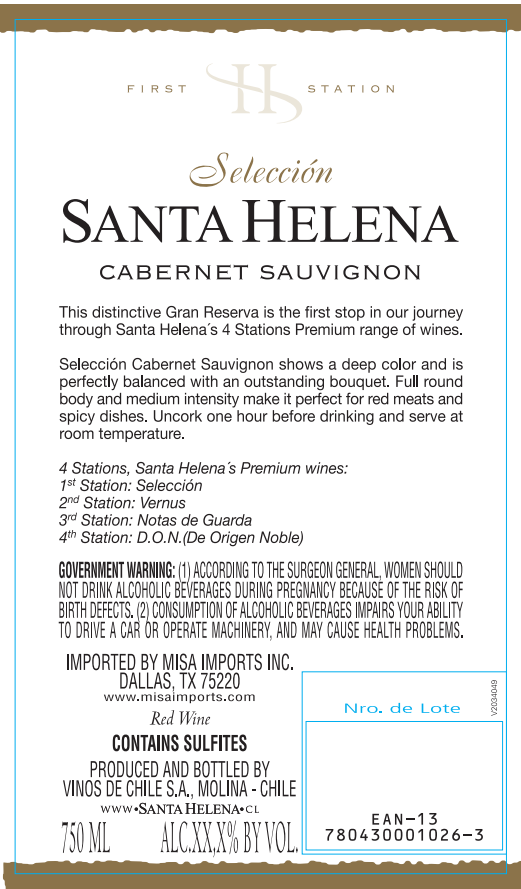 FIRST STATION
Selección
SANTA HELENA
CABERNET SAUVIGNON
This distinctive Gran Reserva is the first stop in our journey
through Santa Helena´s 4 Stations Premium range of wines.
Selección Cabernet Sauvignon shows a deep color and is
perfectly balanced with an outstanding bouquet. Full round
body and medium intensity make it perfect for red meats and
spicy dishes. Uncork one hour before drinking and serve at
room temperature.
4 Stations, Santa Helena´s Premium wines:
1st Station: Selección
2nd Station: Vernus
3rd Station: Notas de Guarda
4th Station: D.O.N.(De Origen Noble)
GOVERNMENT WARNING: (1) ACCORDING TO THE SURGEON GENERAL, WOMEN SHOULD
NOT DRINK ALCOHOLIC BEVERAGES DURING PREGNANCY BECAUSE OF THE RISK OF
BIRTH DEFECTS. (2) CONSUMPTION OF ALCOHOLIC BEVERAGES IMPAIRS YOUR ABILITY
TO DRIVE A CAR OR OPERATE MACHINERY, AND MAY CAUSE HEALTH PROBLEMS.
IMPORTED BY MISA IMPORTS INC.
DALLAS, TX 75220
www.misaimports.com
Red Wine
CONTAINS SULFITES
PRODUCED AND BOTTLED BY
VINOS DE CHILE S.A., MOLINA - CHILE
WWW•SANTA HELENA•CL
750 ML ALC.XX,X% BY VOL.
Nro. de Lote
V2034049
EAN-13
780430001026-3